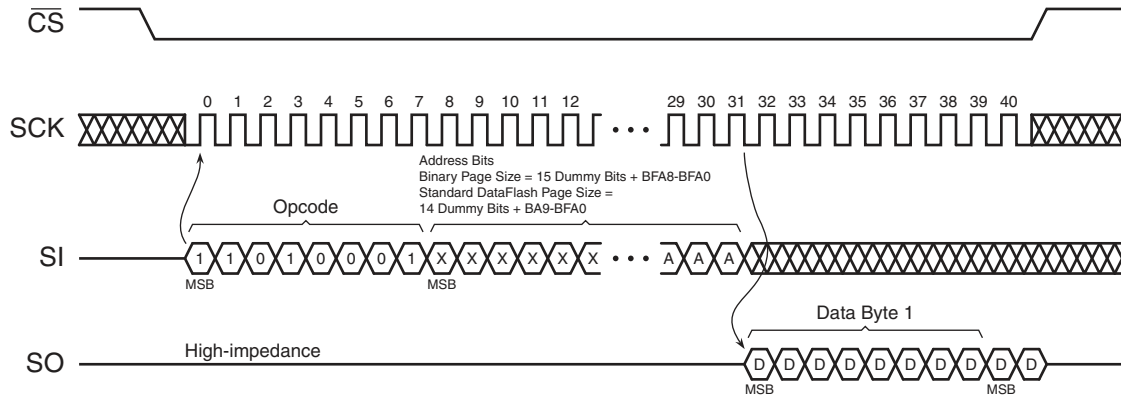 CS
0 1 2 3 4 5 6 7 8 9 10 11 12 29 30 31 32 33 34 35 36 37 38 39 40
SCK
Address Bits
Binary Page Size = 15 Dummy Bits + BFA8-BFA0
Standard DataFlash Page Size =
14 Dummy Bits + BA9-BFA0
Opcode
SI 1 1 0 1 0 0 0 1 X X X X X X A A A
MSB MSB
Data Byte 1
High-impedance
SO D D D D D D D D D D
MSB MSB